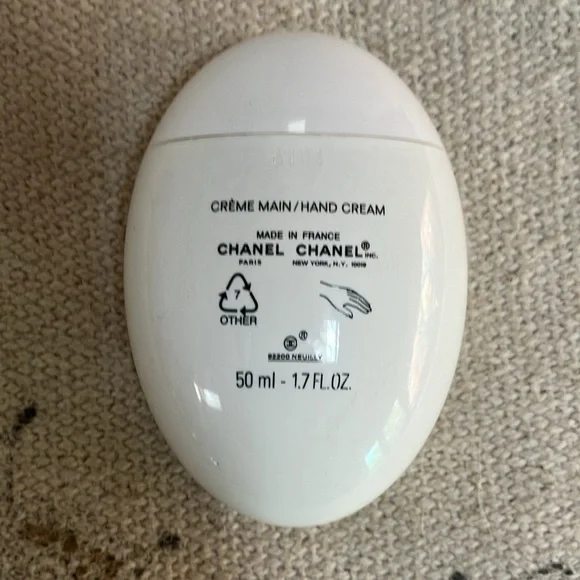 CRÈME MAIN/HAND CREAM
MADE IN FRANCE
CHANEL CHANEL® INC.
PARIS NEW YORK, N.Y. 10019
7
OTHER
®
92200 NEUILLY
50 ml - 1.7 FL.OZ.